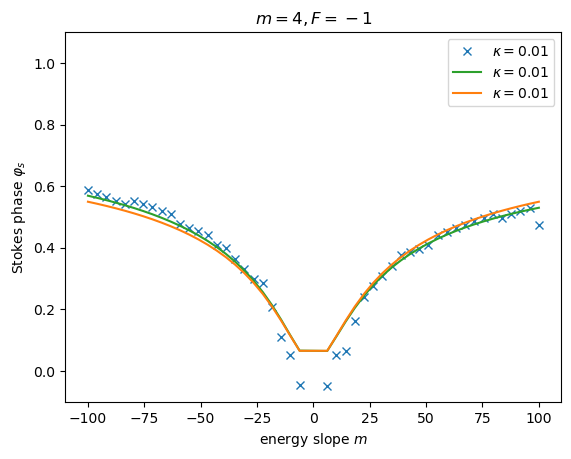 m = 4, F = −1
κ = 0.01
κ = 0.01
κ = 0.01
Stokes phase φₛ
1.0
0.8
0.6
0.4
0.2
0.0
−100 −75 −50 −25 0 25 50 75 100
energy slope m